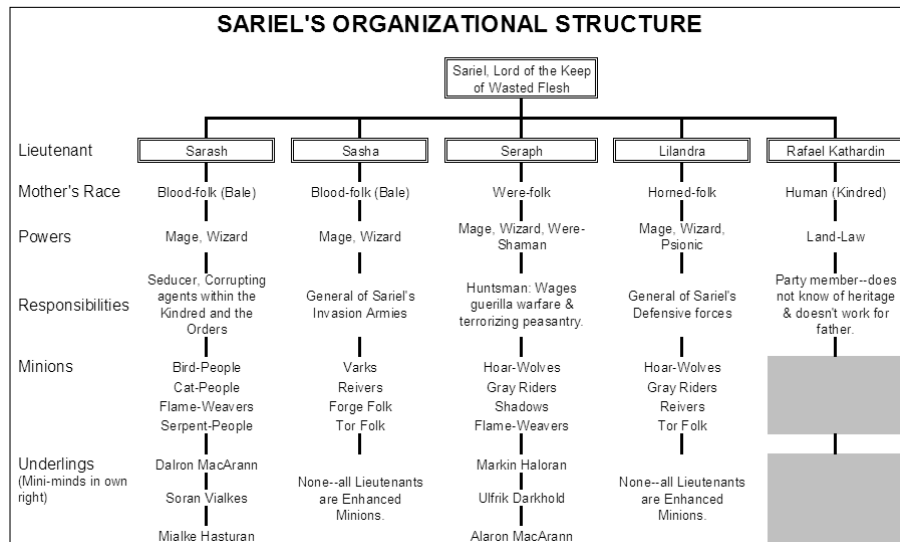 SARIEL'S ORGANIZATIONAL STRUCTURE
Sariel, Lord of the Keep
of Wasted Flesh
Lieutenant
Sarash
Sasha
Seraph
Lilandra
Rafael Kathardin
Mother's Race
Blood-folk (Bale)
Blood-folk (Bale)
Were-folk
Horned-folk
Human (Kindred)
Powers
Mage, Wizard
Mage, Wizard
Mage, Wizard, Were-
Shaman
Mage, Wizard,
Psionic
Land-Law
Responsibilities
Seducer, Corrupting
agents within the
Kindred and the
Orders
General of Sariel's
Invasion Armies
Huntsman: Wages
guerilla warfare &
terrorizing peasantry.
General of Sariel's
Defensive forces
Party member--does
not know of heritage
& doesn't work for
father.
Minions
Bird-People
Cat-People
Flame-Weavers
Serpent-People
Varks
Reivers
Forge Folk
Tor Folk
Hoar-Wolves
Gray Riders
Shadows
Flame-Weavers
Hoar-Wolves
Gray Riders
Reivers
Tor Folk
Underlings
(Mini-minds in own
right)
Dalron MacArann
Soran Vialkes
Mialke Hasturan
None--all Lieutenants
are Enhanced
Minions.
Markin Haloran
Ulfrik Darkhold
Alaron MacArann
None--all Lieutenants
are Enhanced
Minions.